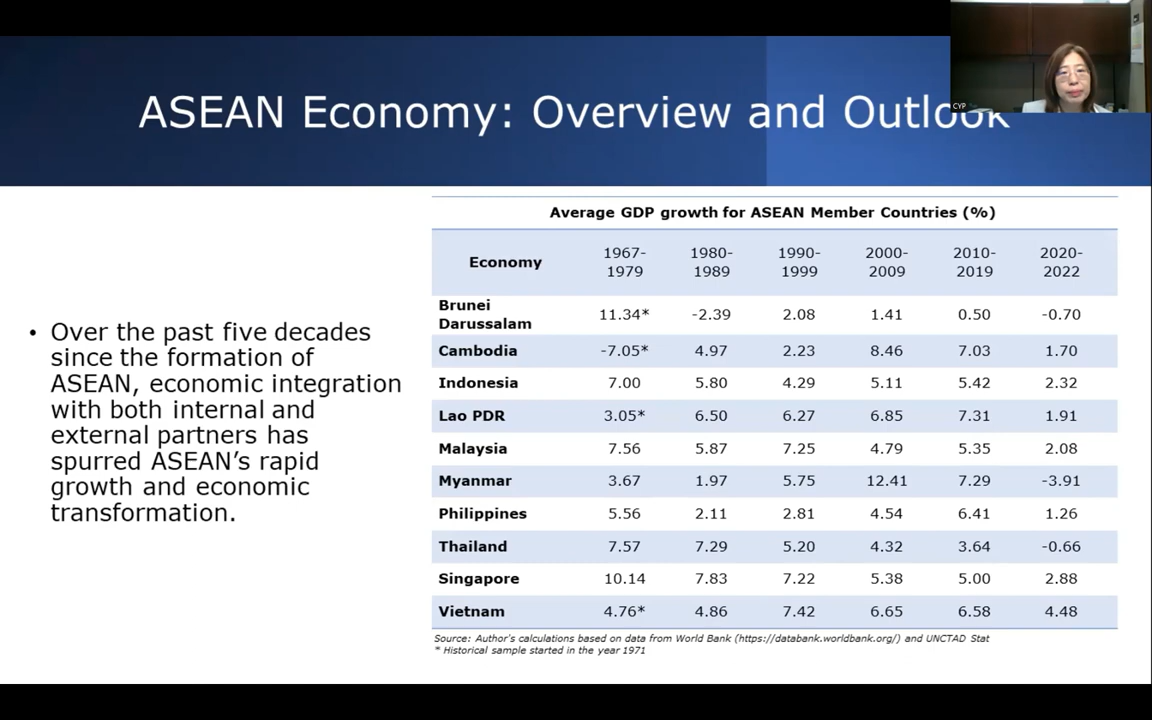 CYP
ASEAN Economy: Overview and Outlook
• Over the past five decades
since the formation of
ASEAN, economic integration
with both internal and
external partners has
spurred ASEAN’s rapid
growth and economic
transformation.
Average GDP growth for ASEAN Member Countries (%)
Economy 1967-1979 1980-1989 1990-1999 2000-2009 2010-2019 2020-2022
Brunei Darussalam 11.34* -2.39 2.08 1.41 0.50 -0.70
Cambodia -7.05* 4.97 2.23 8.46 7.03 1.70
Indonesia 7.00 5.80 4.29 5.11 5.42 2.32
Lao PDR 3.05* 6.50 6.27 6.85 7.31 1.91
Malaysia 7.56 5.87 7.25 4.79 5.35 2.08
Myanmar 3.67 1.97 5.75 12.41 7.29 -3.91
Philippines 5.56 2.11 2.81 4.54 6.41 1.26
Thailand 7.57 7.29 5.20 4.32 3.64 -0.66
Singapore 10.14 7.83 7.22 5.38 5.00 2.88
Vietnam 4.76* 4.86 7.42 6.65 6.58 4.48
Source: Author's calculations based on data from World Bank (https://databank.worldbank.org/) and UNCTAD Stat
* Historical sample started in the year 1971